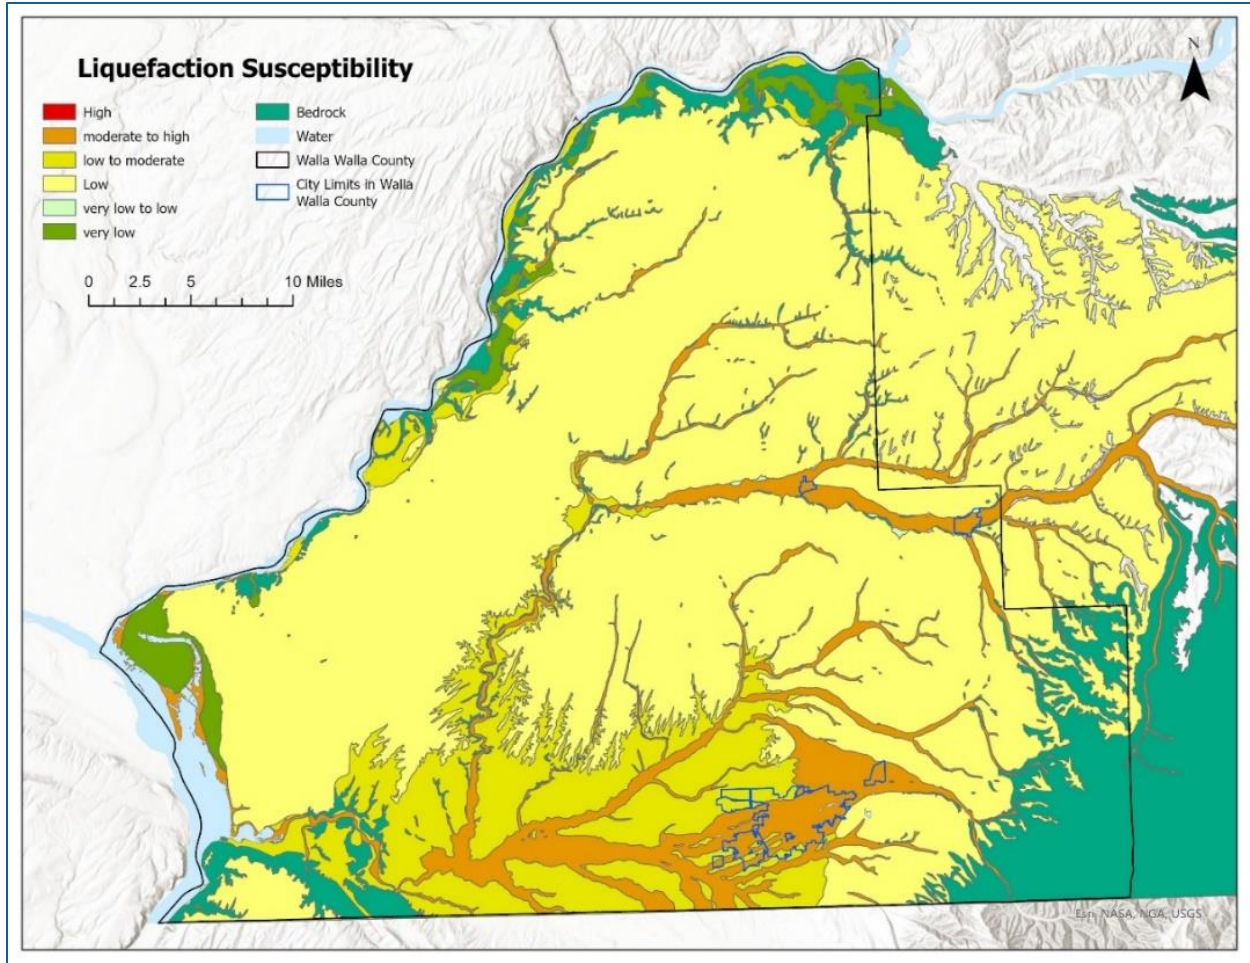 Liquefaction Susceptibility
High
moderate to high
low to moderate
Low
very low to low
very low
Bedrock
Water
Walla Walla County
City Limits in Walla
Walla County
0 2.5 5 10 Miles
N
Esri, NASA, NGA, USGS